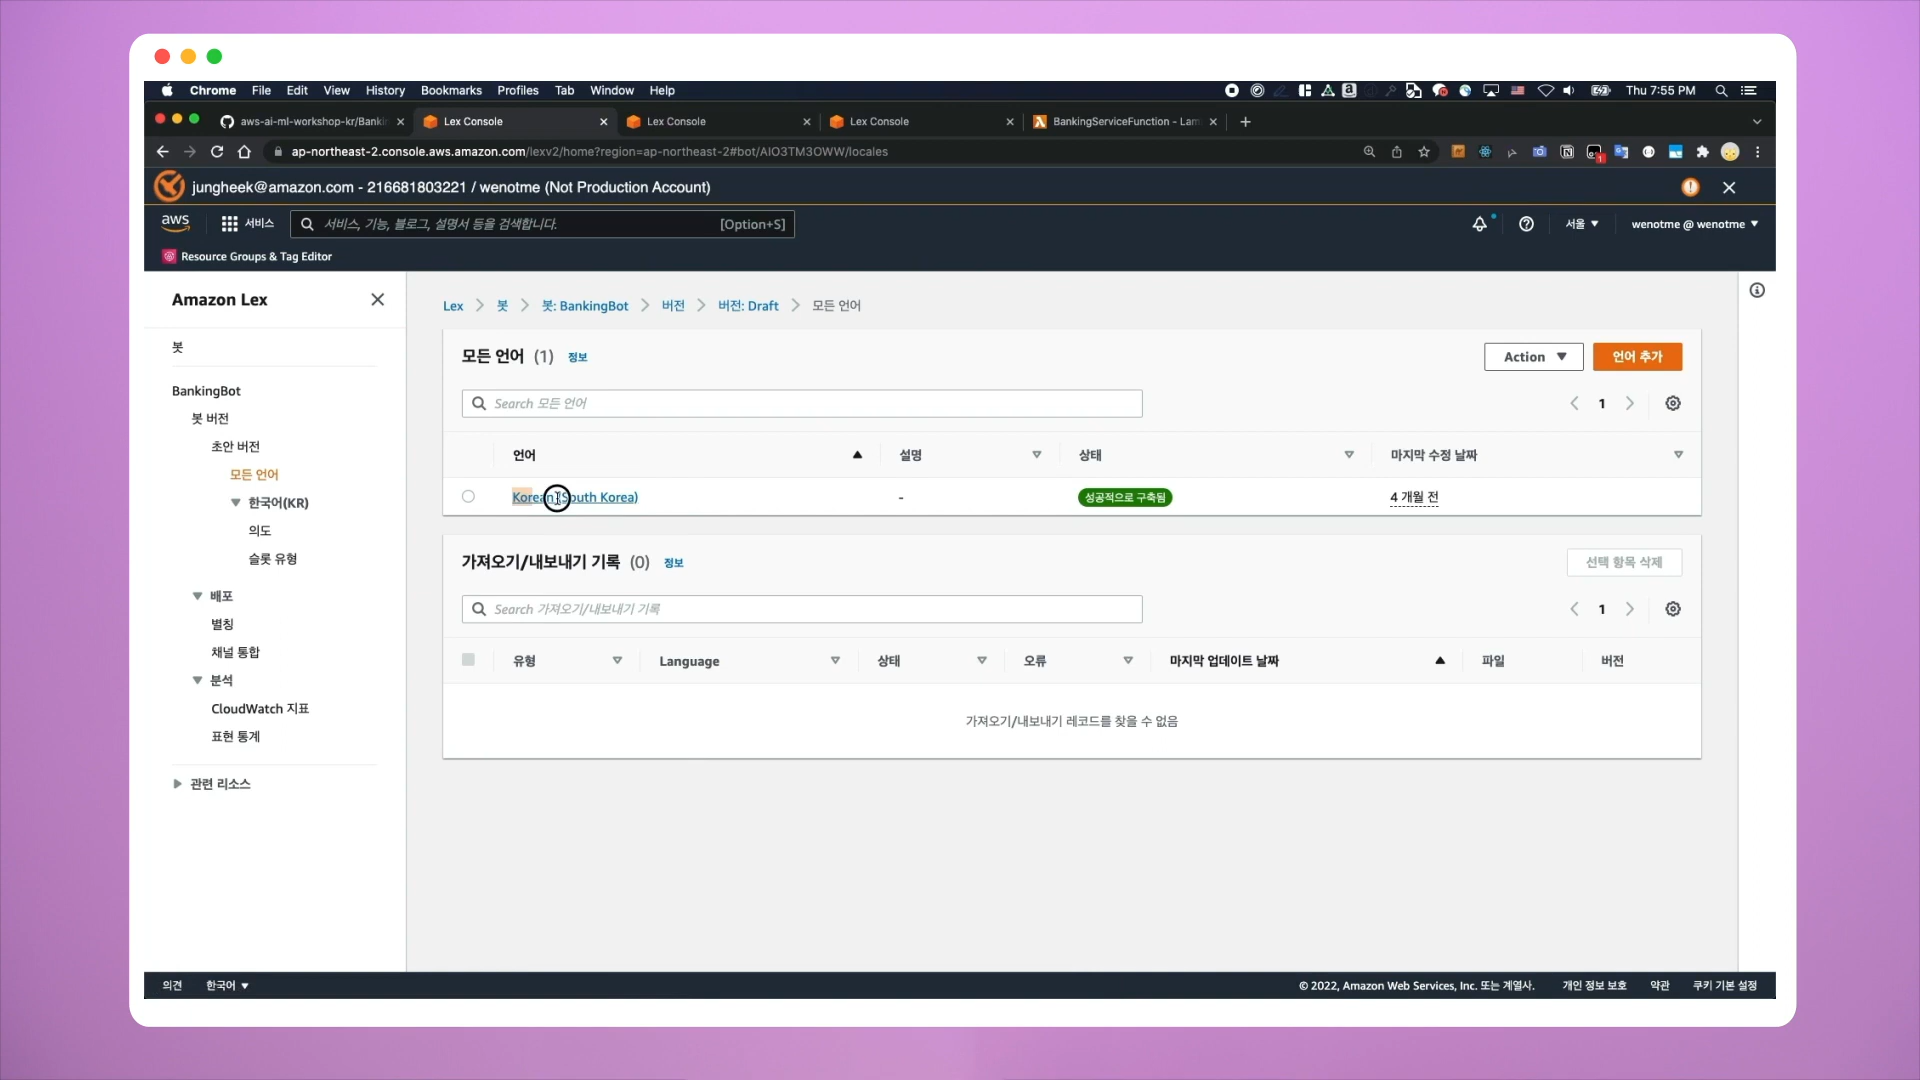 Chrome File Edit View History Bookmarks Profiles Tab Window Help Thu 7:55 PM
aws-ai-ml-workshop-kr/Bankin Lex Console Lex Console Lex Console BankingServiceFunction - Lam
ap-northeast-2.console.aws.amazon.com/lexv2/home?region=ap-northeast-2#bot/AIO3TM3OWW/locales
jungheek@amazon.com - 216681803221 / wenotme (Not Production Account)
aws 서비스 서비스, 기능, 블로그, 설명서 등을 검색합니다. [Option+S] 서울 wenotme @ wenotme
Resource Groups & Tag Editor
Amazon Lex
봇
BankingBot
봇 버전
초안 버전
모든 언어
한국어(KR)
의도
슬롯 유형
배포
별칭
채널 통합
분석
CloudWatch 지표
표현 통계
관련 리소스
Lex 봇 봇: BankingBot 버전 버전: Draft 모든 언어
모든 언어 (1) 정보 Action 언어 추가
Search 모든 언어 1
언어 설명 상태 마지막 수정 날짜
Korean (South Korea) - 성공적으로 구축됨 4 개월 전
가져오기/내보내기 기록 (0) 정보 선택 항목 삭제
Search 가져오기/내보내기 기록 1
유형 Language 상태 오류 마지막 업데이트 날짜 파일 버전
가져오기/내보내기 레코드를 찾을 수 없음
의견 한국어 © 2022, Amazon Web Services, Inc. 또는 계열사. 개인 정보 보호 약관 쿠키 기본 설정